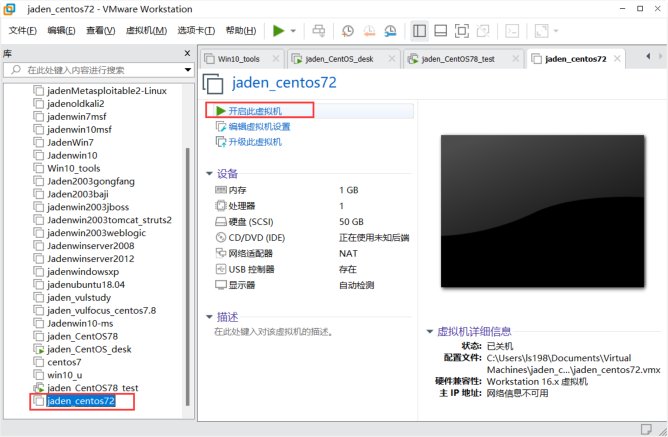 jaden_centos72 - VMware Workstation
文件(F) 编辑(E) 查看(V) 虚拟机(M) 选项卡(T) 帮助(H)
库
在此处键入内容进行搜索
jadenMetasploitable2-Linux
jadenoldkali2
jadenwin7msf
jadenwin10msf
JadenWin7
Jadenwin10
Win10_tools
Jaden2003gongfang
Jaden2003baji
jadenwin2003jboss
jadenwin2003tomcat_struts2
jadenwin2003weblogic
Jadenwinserver2008
Jadenwinserver2012
jadenwindowsxp
jadenubuntu18.04
jaden_vulstudy
jaden_vulfocus_centos7.8
Jadenwin10-ms
jaden_CentOS78
jaden_CentOS_desk
centos7
win10_u
jaden_CentOS78_test
jaden_centos72
Win10_tools jaden_CentOS_desk jaden_CentOS78_test jaden_centos72
jaden_centos72
开启此虚拟机
编辑虚拟机设置
升级此虚拟机
设备
内存 1 GB
处理器 1
硬盘 (SCSI) 50 GB
CD/DVD (IDE) 正在使用未知后端
网络适配器 NAT
USB 控制器 存在
显示器 自动检测
描述
在此处键入对该虚拟机的描述。
虚拟机详细信息
状态: 已关机
配置文件: C:\Users\ls198\Documents\Virtual
Machines\jaden_c...\jaden_centos72.vmx
硬件兼容性: Workstation 16.x 虚拟机
主 IP 地址: 网络信息不可用